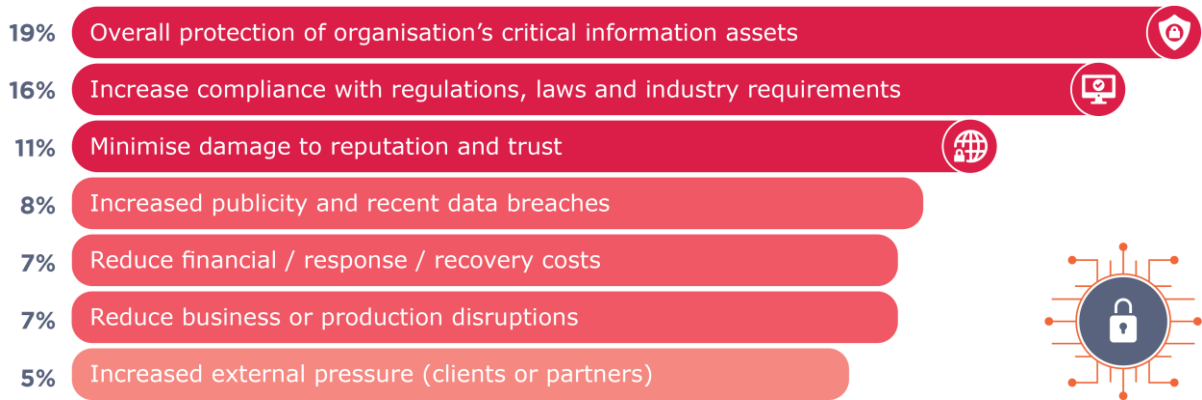 19% Overall protection of organisation’s critical information assets
16% Increase compliance with regulations, laws and industry requirements
11% Minimise damage to reputation and trust
8% Increased publicity and recent data breaches
7% Reduce financial / response / recovery costs
7% Reduce business or production disruptions
5% Increased external pressure (clients or partners)